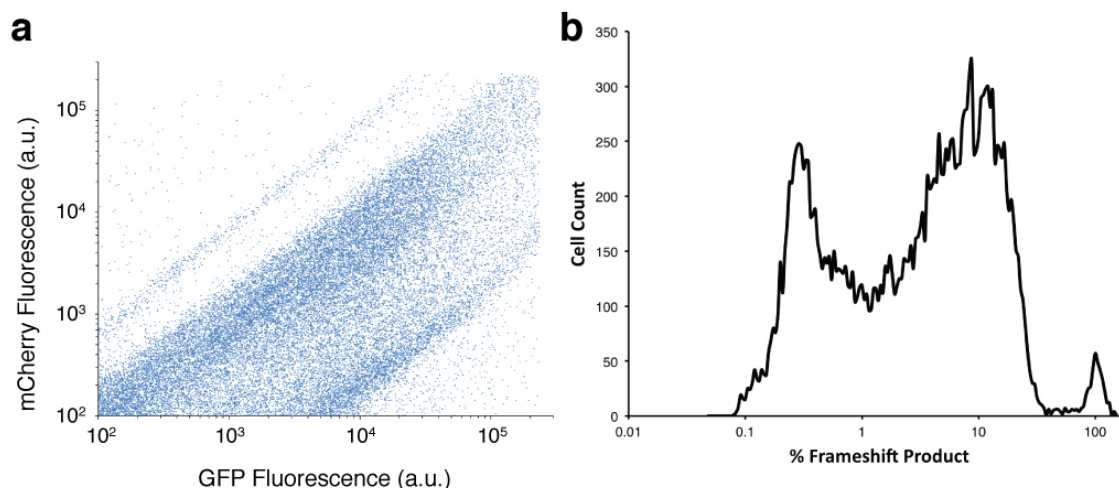 a
mCherry Fluorescence (a.u.)
10⁵
10⁴
10³
10²
10² 10³ 10⁴ 10⁵
GFP Fluorescence (a.u.)
b
Cell Count
350
300
250
200
150
100
50
0
0.01 0.1 1 10 100
% Frameshift Product